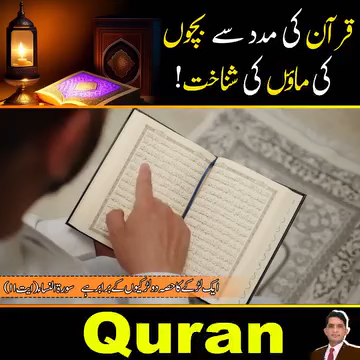 قرآن کی مدد سے بچوں
کی ماؤں کی شناخت!
ایک لڑکے کا حصہ دو لڑکیوں کے برابر ہے سورۃ النساء (آیت ۱۱)
Quran